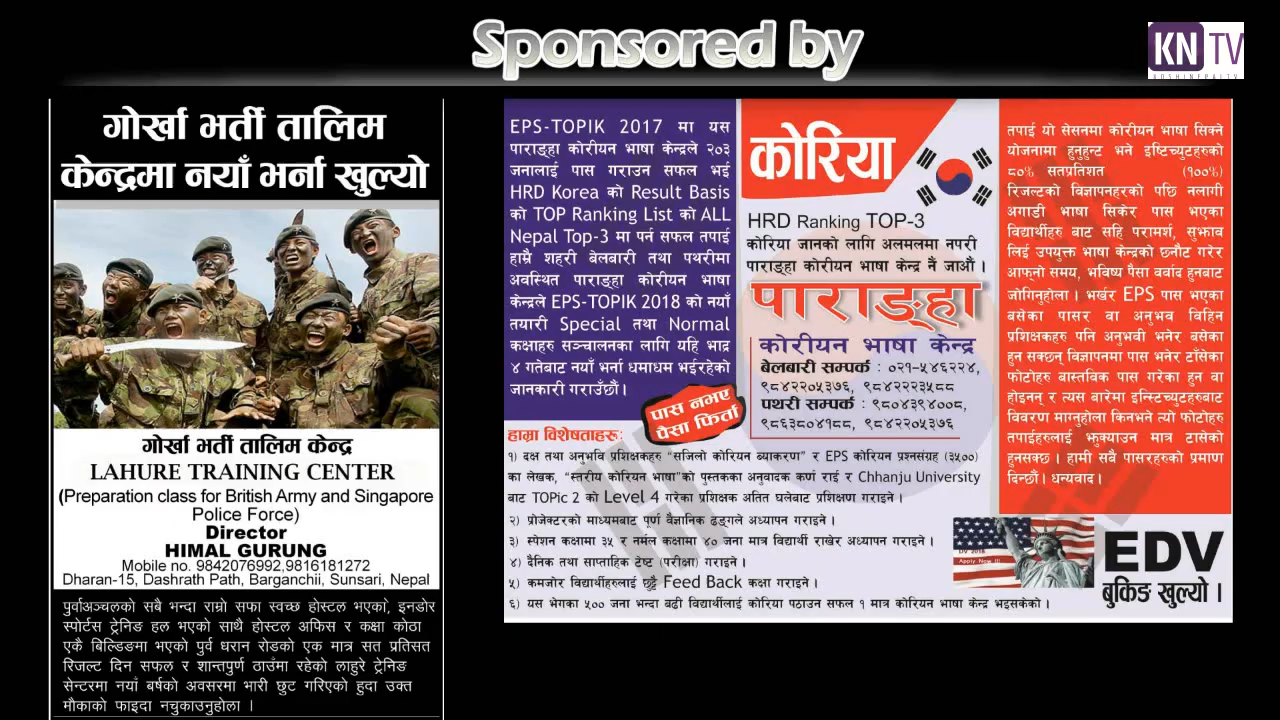 Sponsored by
KN TV
KOSHINEPALTV
गोर्खा भर्ती तालिम
केन्द्रमा नयाँ भर्ना खुल्यो
गोर्खा भर्ती तालिम केन्द्र
LAHURE TRAINING CENTER
(Preparation class for British Army and Singapore
Police Force)
Director
HIMAL GURUNG
Mobile no. 9842076992,9816181272
Dharan-15, Dashrath Path, Barganchii, Sunsari, Nepal
पुर्वाञ्चलको सबै भन्दा राम्रो सफा स्वच्छ होस्टल भएको, इनडोर
स्पोर्टस ट्रेनिङ हल भएको साथै होस्टल अफिस र कक्षा कोठा
एकै बिल्डिङमा भएको पुर्व धरान रोडको एक मात्र सत प्रतिसत
रिजल्ट दिन सफल र शान्तपुर्ण ठाउँमा रहेको लाहुरे ट्रेनिङ
सेन्टरमा नयाँ बर्षको अवसरमा भारी छुट गरिएको हुदा उक्त
मौकाको फाइदा नचुकाउनुहोला ।
EPS-TOPIK 2017 मा यस
पाराङ्हा कोरीयन भाषा केन्द्रले २०३
जनालाई पास गराउन सफल भई
HRD Korea को Result Basis
को TOP Ranking List को ALL
Nepal Top-3 मा पर्न सफल तपाई
हाम्रै शहरी बेलबारी तथा पथरीमा
अवस्थित पाराङ्हा कोरीयन भाषा
केन्द्रले EPS-TOPIK 2018 को नयाँ
तयारी Special तथा Normal
कक्षाहरु सञ्चालनका लागि यहि भाद्र
४ गतेबाट नयाँ भर्ना धमाधम भईरहेको
जानकारी गराउँछौं।
कोरिया
HRD Ranking TOP-3
कोरिया जानको लागि अलमलमा नपरी
पाराङ्हा कोरीयन भाषा केन्द्र नै जाऔं ।
पाराङ्हा
कोरीयन भाषा केन्द्र
बेलबारी सम्पर्क : ०२१-५४६२२४,
९८४२२०५३७६, ९८४२२२३५८८
पथरी सम्पर्क : ९८०४३९४००८,
९८६३८०४१८८, ९८४२२०५३७६
पास नभए
पैसा फिर्ता
तपाई यो सेसनमा कोरीयन भाषा सिक्ने
योजनामा हुनुहुन्छ भने इष्टिच्युटहरुको
८०% सतप्रतिशत (१००%)
रिजल्टको विज्ञापनहरको पछि नलागी
अगाडी भाषा सिकेर पास भएका
विद्यार्थीहरु बाट सहि परामर्श, सुझाव
लिई उपयुक्त भाषा केन्द्रको छनौट गरेर
आफ्नो समय, भविष्य पैसा बर्वाद हुनबाट
जोगिनुहोला । भर्खर EPS पास भएका
बसेका पासर वा अनुभव विहिन
प्रशिक्षकहरु पनि अनुभवी भनेर बसेका
हुन सक्छन् विज्ञापनमा पास भनेर टाँसेका
फोटोहरु बास्तविक पास गरेका हुन वा
होइनन् र त्यस बारेमा इन्स्टिच्युटहरुबाट
विवरण मागनुहोला किनभने त्यो फोटोहरु
तपाईहरुलाई झुक्याउन मात्र टासेको
हुनसक्छ । हामी सबै पासरहरुको प्रमाण
दिन्छौं। धन्यवाद ।
हाम्रा विशेषताहरुः
१) दक्ष तथा अनुभवि प्रशिक्षकहरु "सजिलो कोरियन ब्याकरण" र EPS कोरियन प्रश्नसंग्रह (३५००)
का लेखक, "स्तरीय कोरियन भाषा"को पुस्तकका अनुवादक कर्ण राई र Chhanju University
बाट TOPic 2 को Level 4 गरेका प्रशिक्षक अतित घलेबाट प्रशिक्षण गराइने ।
२) प्रोजेक्टरको माध्यमबाट पूर्ण वैज्ञानिक ढङ्गले अध्यापन गराइने ।
३) स्पेशन कक्षामा ३५ र नर्मल कक्षामा ४० जना मात्र विद्यार्थी राखेर अध्यापन गराइने ।
४) दैनिक तथा साप्ताहिक टेष्ट (परीक्षा) गराइने ।
५) कमजोर विद्यार्थीहरुलाई छुट्टै Feed Back कक्षा गराइने ।
६) यस भेगका ५०० जना भन्दा बढी विद्यार्थीलाई कोरिया पठाउन सफल १ मात्र कोरियन भाषा केन्द्र भइसकेको ।
DV 2018
Apply Now !!!
EDV
बुकिङ खुल्यो ।